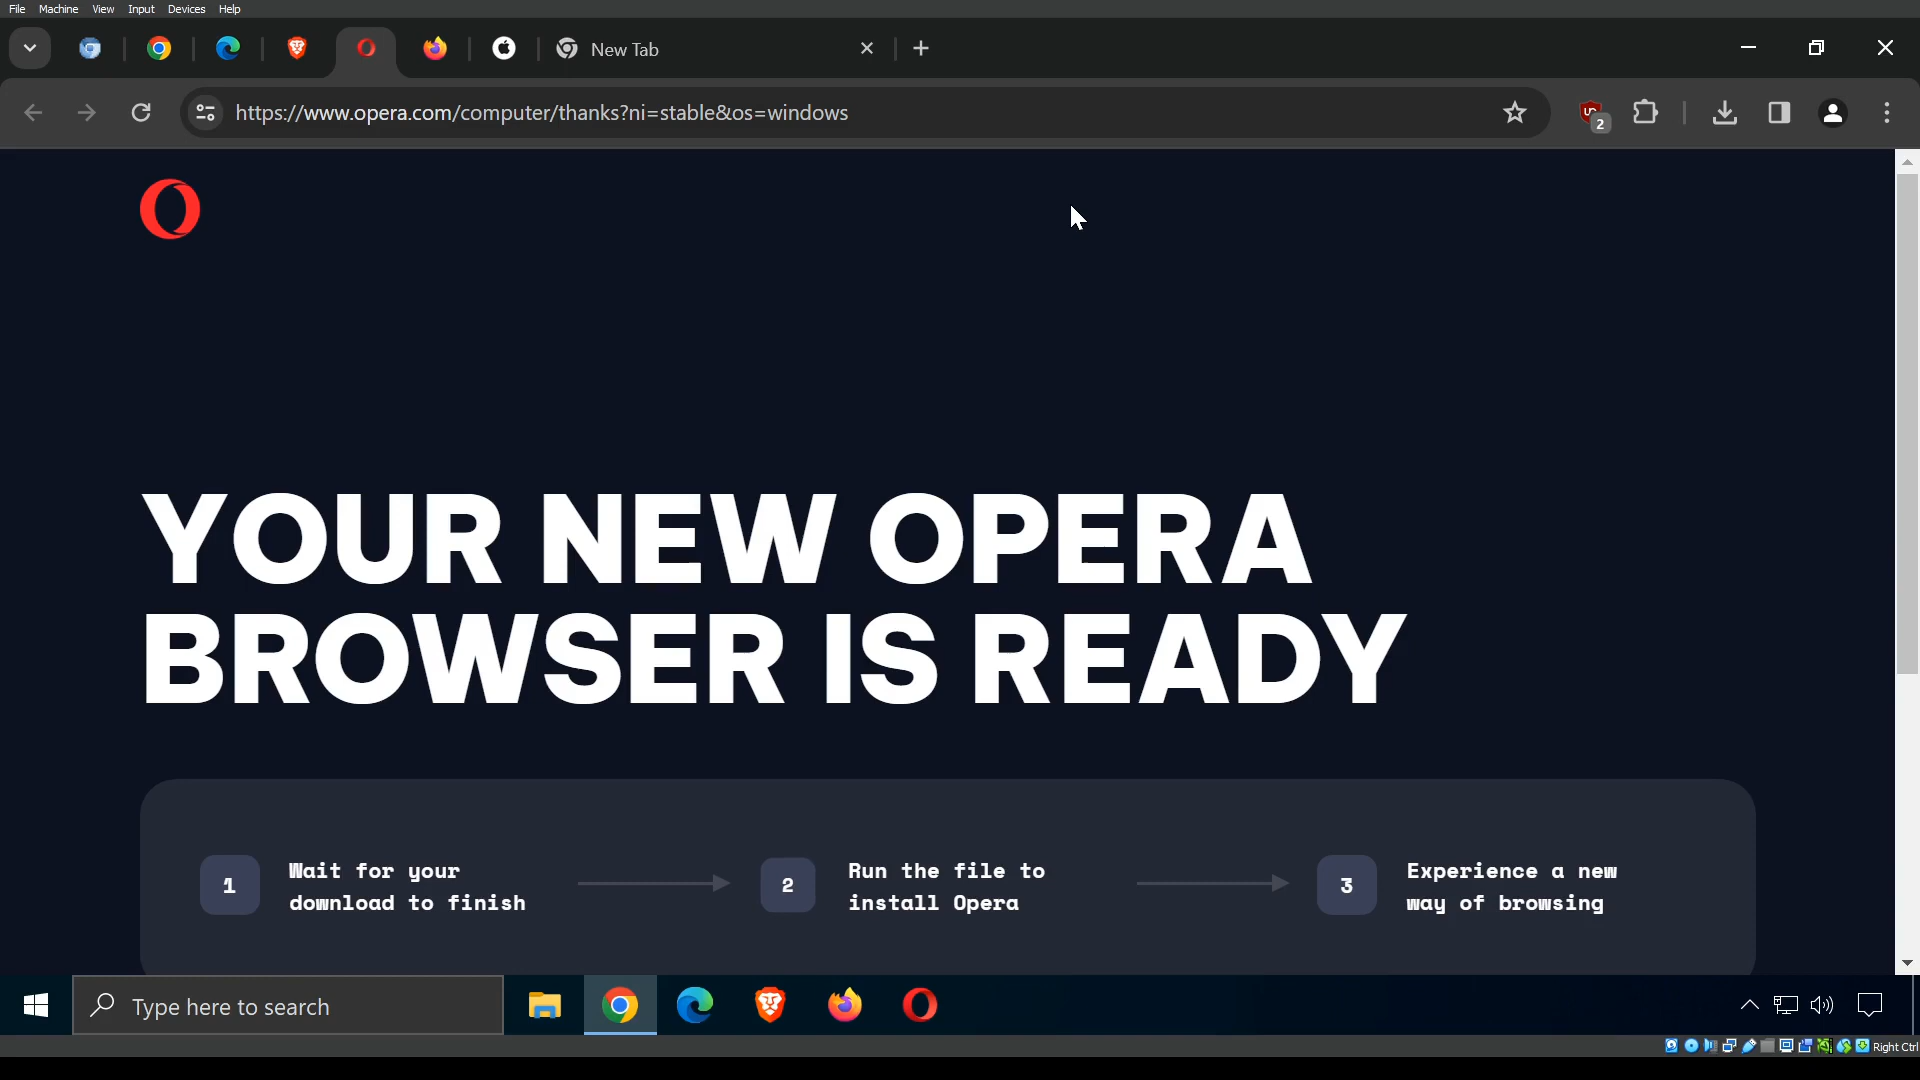 File Machine View Input Devices Help
New Tab
https://www.opera.com/computer/thanks?ni=stable&os=windows
2
YOUR NEW OPERA
BROWSER IS READY
1
Wait for your
download to finish
2
Run the file to
install Opera
3
Experience a new
way of browsing
Type here to search
Right Ctrl